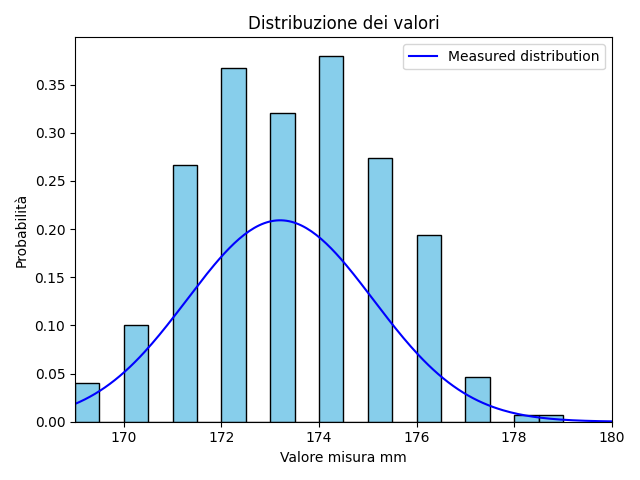 Distribuzione dei valori
Measured distribution
Probabilità
0.35
0.30
0.25
0.20
0.15
0.10
0.05
0.00
170 172 174 176 178 180
Valore misura mm